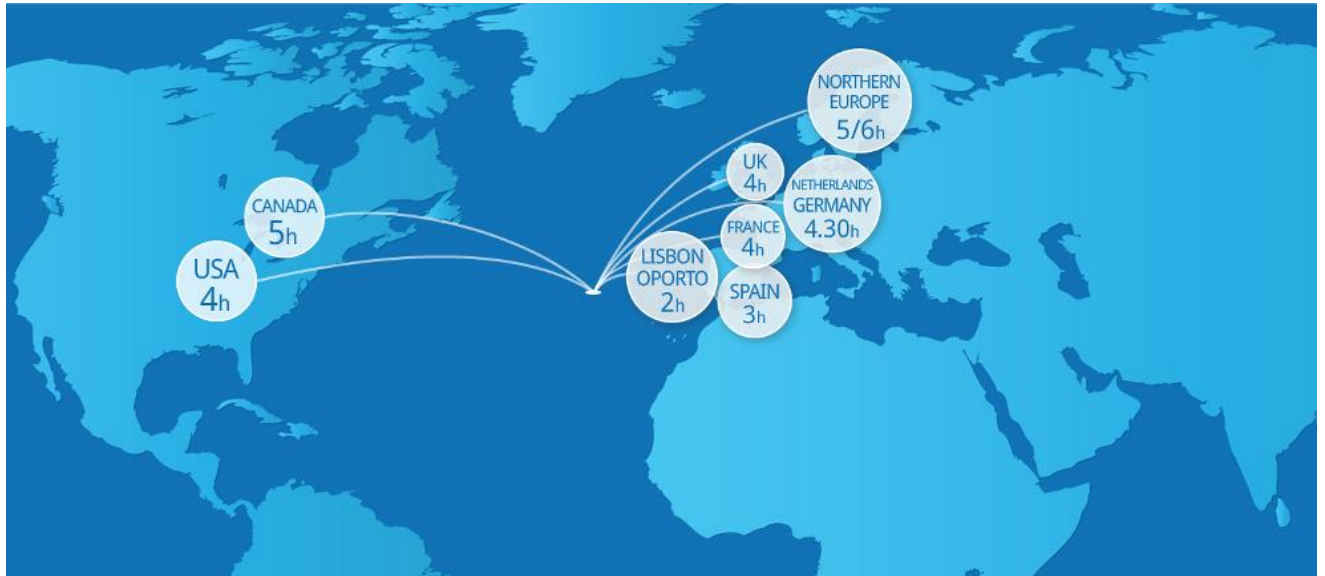 NORTHERN
EUROPE
5/6h
UK
4h
NETHERLANDS
GERMANY
4.30h
CANADA
5h
FRANCE
4h
LISBON
OPORTO
2h
USA
4h
SPAIN
3h